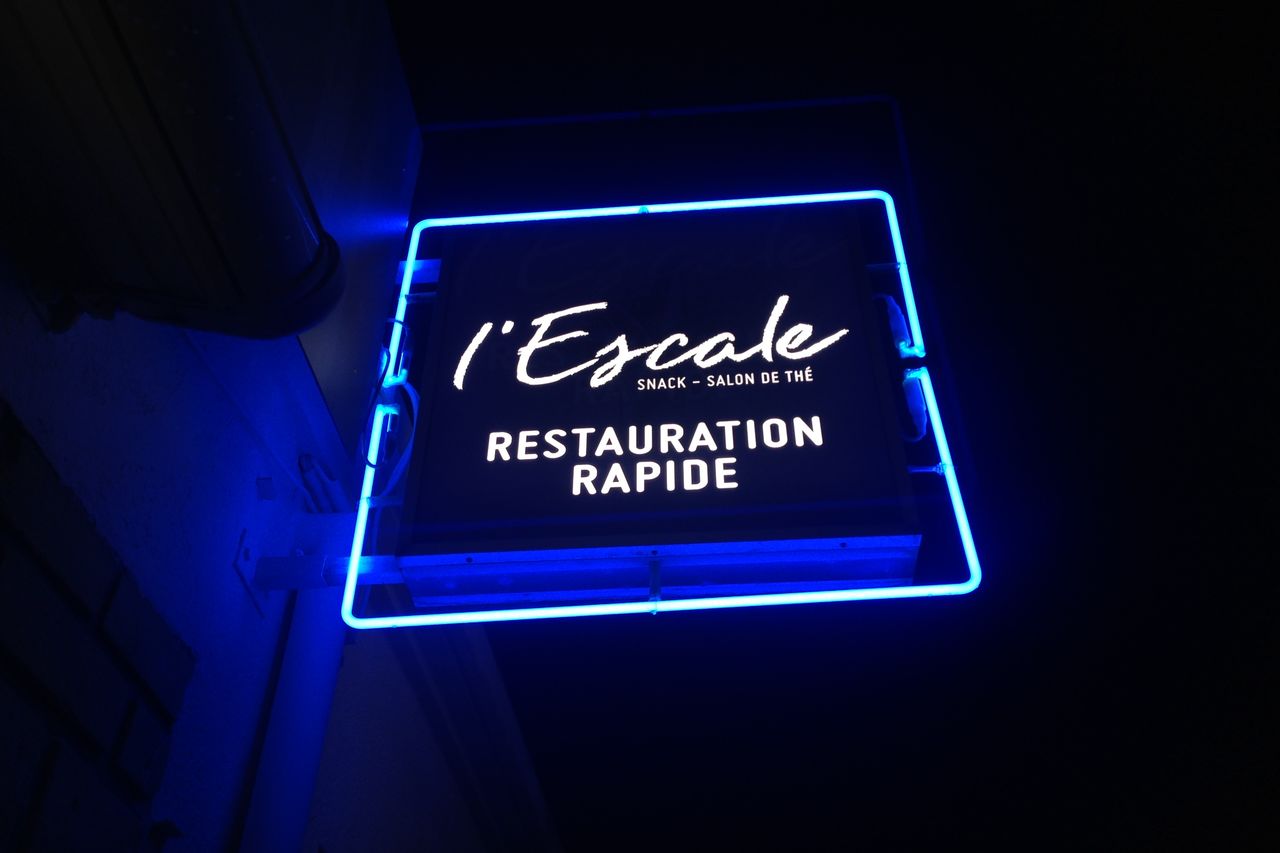 l'Escale
SNACK – SALON DE THÉ
RESTAURATION
RAPIDE